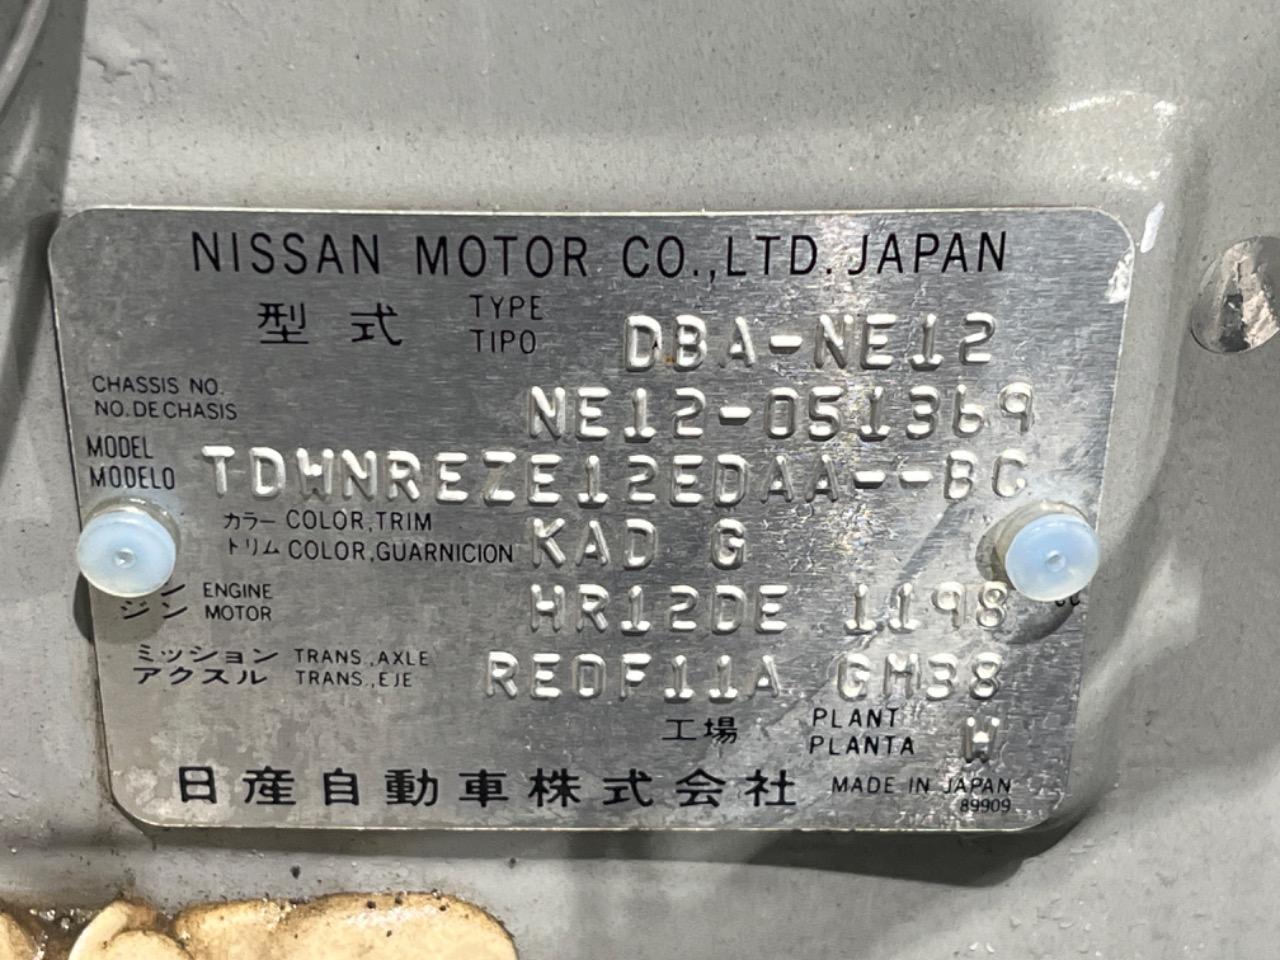 NISSAN MOTOR CO.,LTD. JAPAN
型式 TYPE
TIPO DBA-NE12
CHASSIS NO.
NO. DE CHASIS NE12-051369
MODEL
MODELO TDWNREZE12EDAA--BC
カラー COLOR,TRIM
トリム COLOR,GUARNICION KAD G
ン ENGINE
ジン MOTOR HR12DE 1198 cc
ミッション TRANS.,AXLE
アクスル TRANS.,EJE RE0F11A GM38
工場 PLANT
PLANTA W
日産自動車株式会社 MADE IN JAPAN
89909